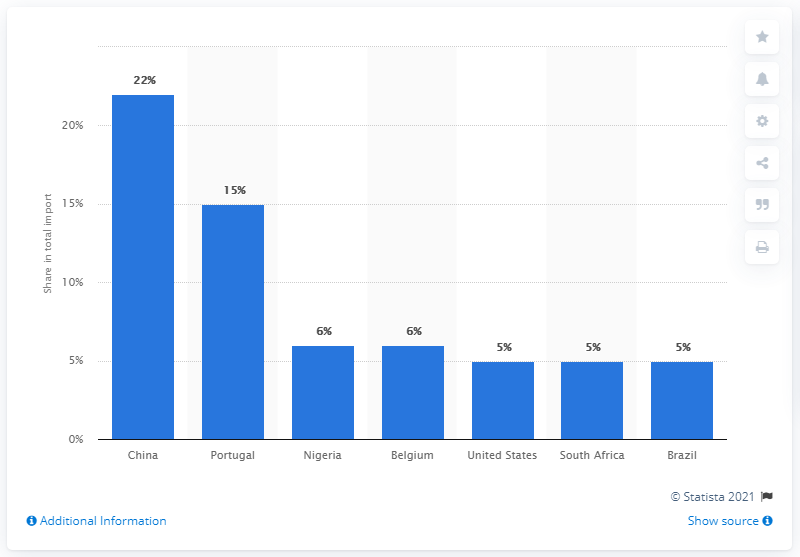 Share in total import
20%
15%
10%
5%
0%
22%
15%
6%
6%
5%
5%
5%
China
Portugal
Nigeria
Belgium
United States
South Africa
Brazil
© Statista 2021
Additional Information
Show source